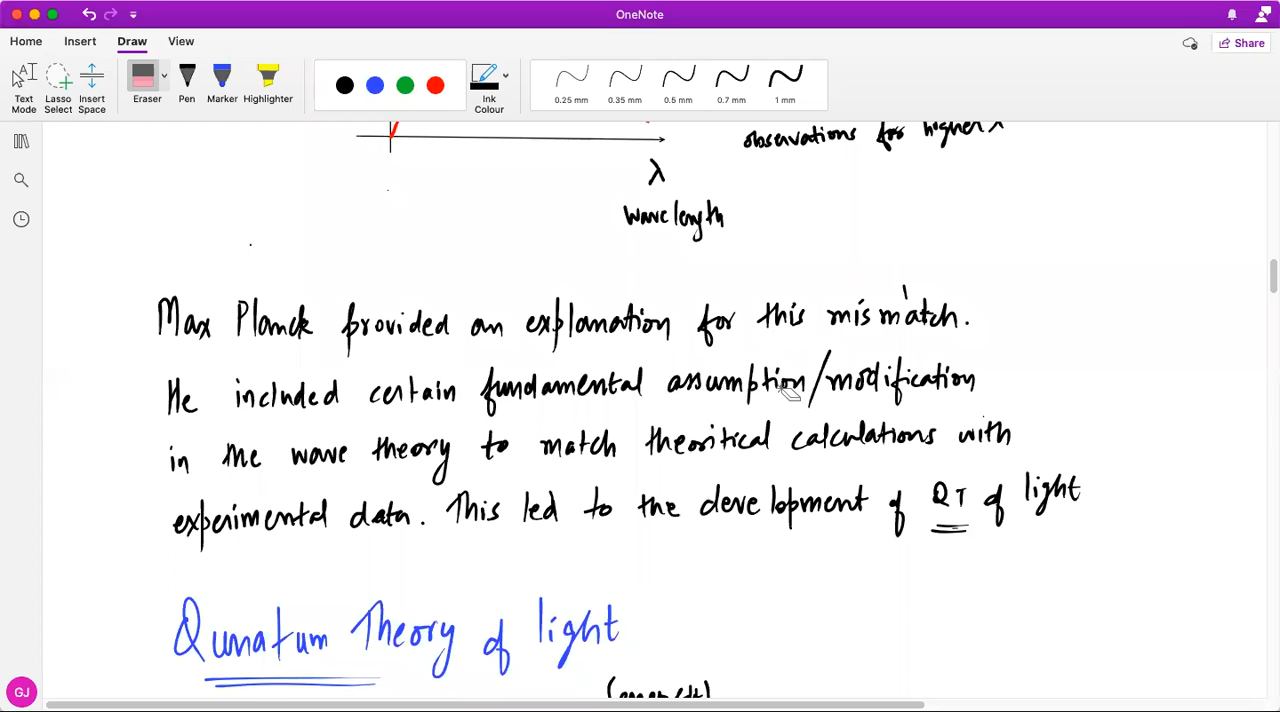 OneNote
Home Insert Draw View
Share
Text Mode
Lasso Select
Insert Space
Eraser
Pen
Marker
Highlighter
Ink Colour
0.25 mm 0.35 mm 0.5 mm 0.7 mm 1 mm
observations for higher λ
λ
wavelength
Max Planck provided an explanation for this mismatch.
He included certain fundamental assumption/modification
in the wave theory to match theoritical calculations with
experimental data. This led to the development of QT of light
Qunatum Theory of light
GJ